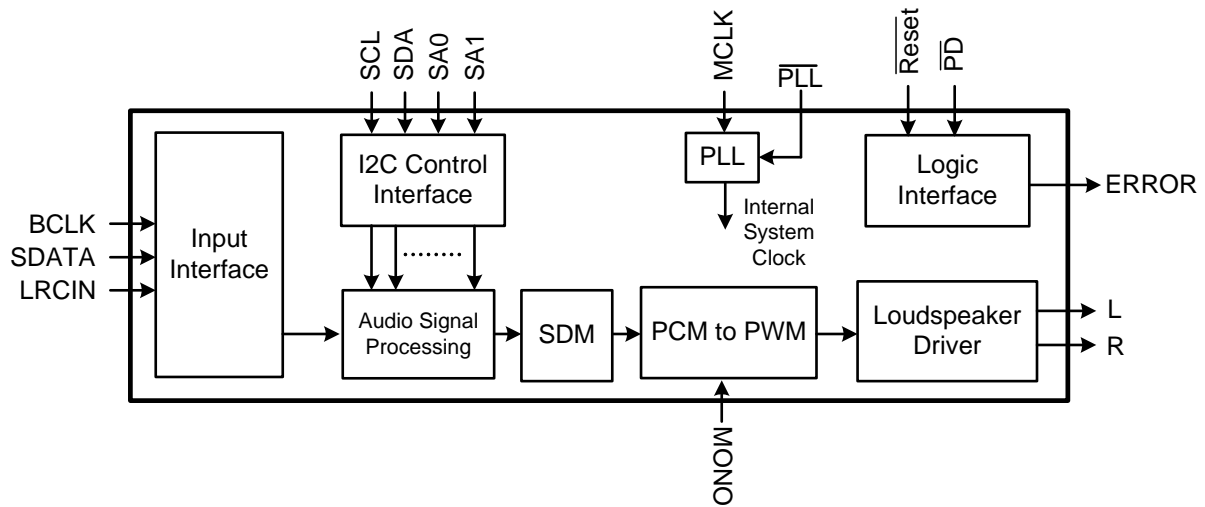 SCL
SDA
SA0
SA1
MCLK
PLL
Reset
PD
I2C Control
Interface
PLL
Logic
Interface
ERROR
BCLK
SDATA
LRCIN
Input
Interface
Internal
System
Clock
........
Audio Signal
Processing
SDM
PCM to PWM
Loudspeaker
Driver
L
R
MONO